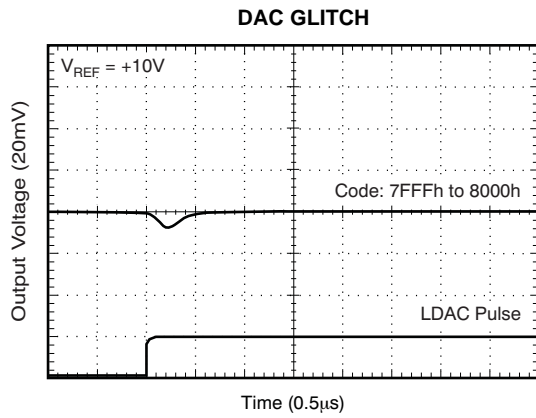 DAC GLITCH
V_REF = +10V
Output Voltage (20mV)
Code: 7FFFh to 8000h
LDAC Pulse
Time (0.5μs)